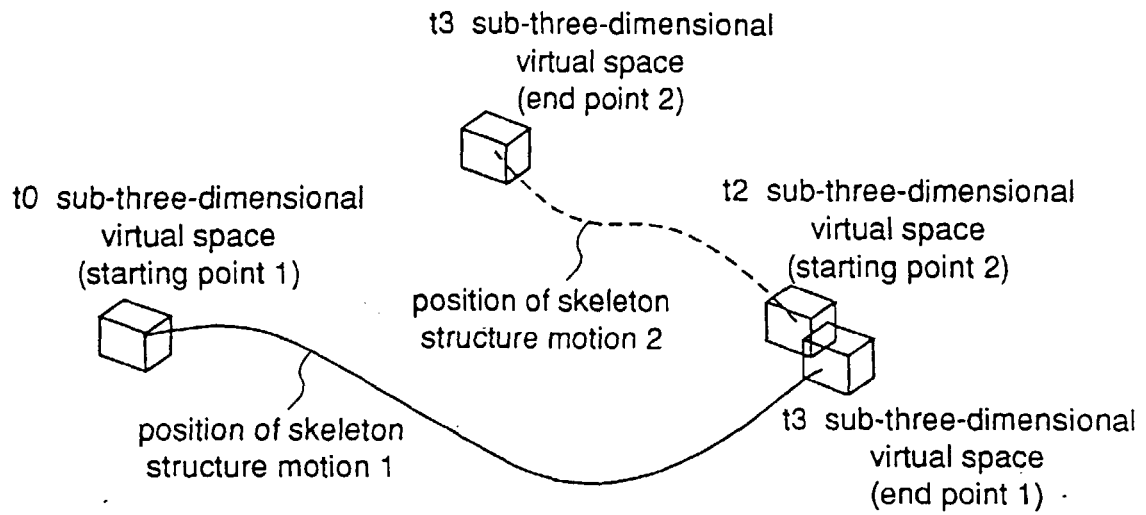 t3 sub-three-dimensional
virtual space
(end point 2)
t0 sub-three-dimensional
virtual space
(starting point 1)
t2 sub-three-dimensional
virtual space
(starting point 2)
position of skeleton
structure motion 2
position of skeleton
structure motion 1
t3 sub-three-dimensional
virtual space
(end point 1)